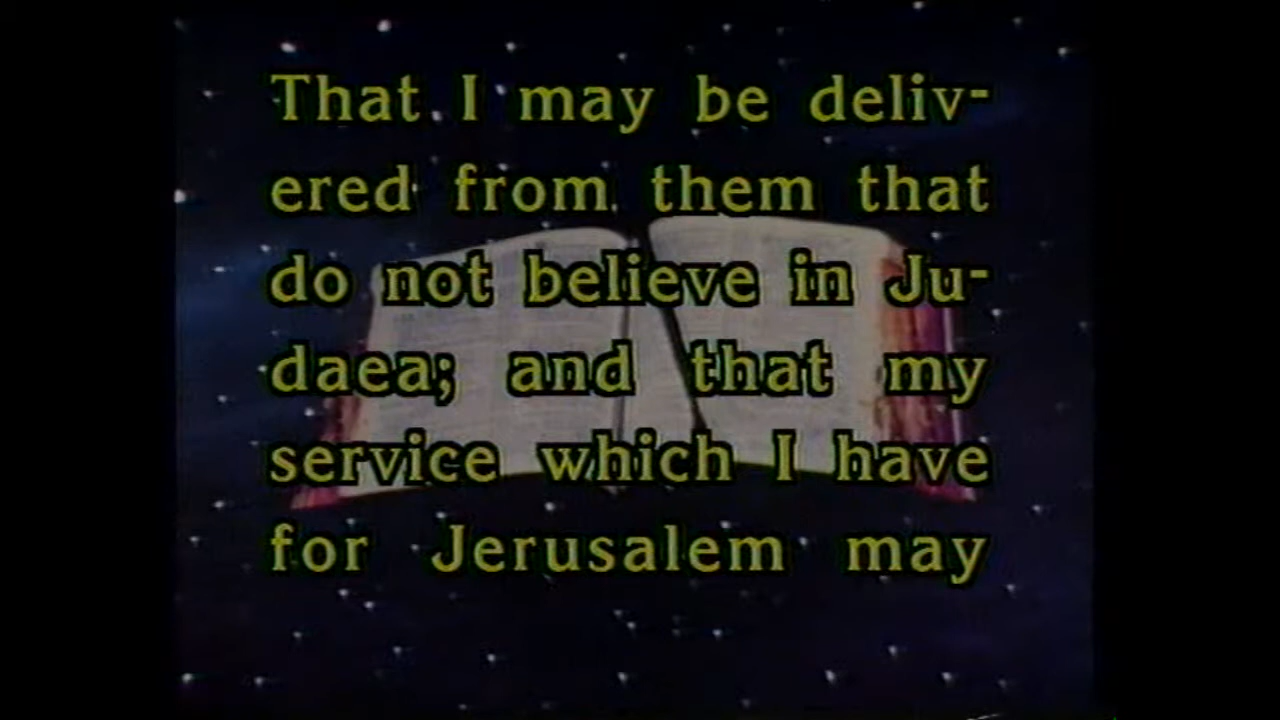 That I may be deliv-
ered from them that
do not believe in Ju-
daea; and that my
service which I have
for Jerusalem may